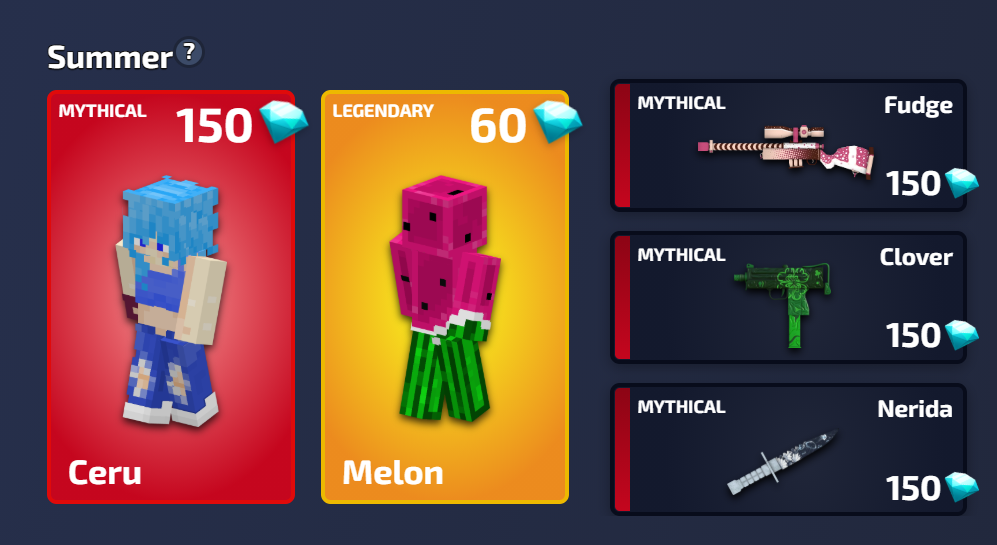 Summer ?
MYTHICAL 150
Ceru
LEGENDARY 60
Melon
MYTHICAL Fudge
150
MYTHICAL Clover
150
MYTHICAL Nerida
150